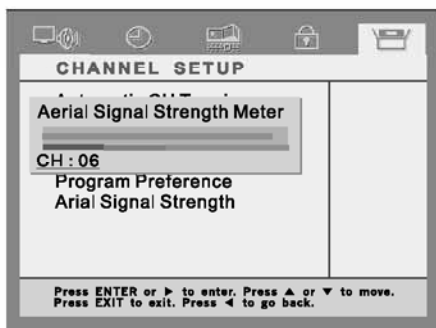 CHANNEL SETUP
Aerial Signal Strength Meter
CH : 06
Program Preference
Arial Signal Strength
Press ENTER or ▶ to enter. Press ▲ or ▼ to move.
Press EXIT to exit. Press ◀ to go back.